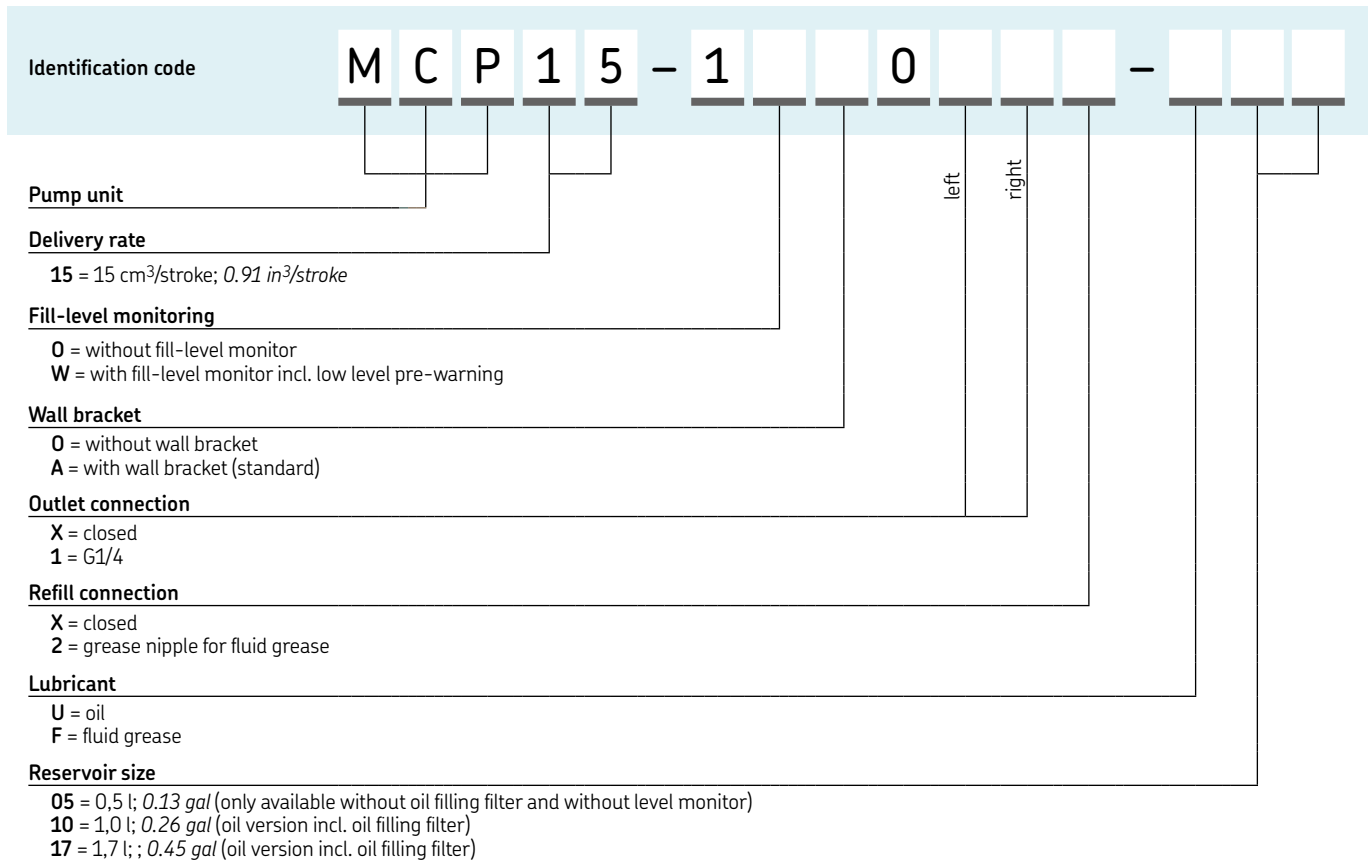 Identification code M C P 1 5 – 1 0 –
left right
Pump unit
Delivery rate
15 = 15 cm³/stroke; 0.91 in³/stroke
Fill-level monitoring
0 = without fill-level monitor
W = with fill-level monitor incl. low level pre-warning
Wall bracket
0 = without wall bracket
A = with wall bracket (standard)
Outlet connection
X = closed
1 = G1/4
Refill connection
X = closed
2 = grease nipple for fluid grease
Lubricant
U = oil
F = fluid grease
Reservoir size
05 = 0,5 l; 0.13 gal (only available without oil filling filter and without level monitor)
10 = 1,0 l; 0.26 gal (oil version incl. oil filling filter)
17 = 1,7 l; ; 0.45 gal (oil version incl. oil filling filter)